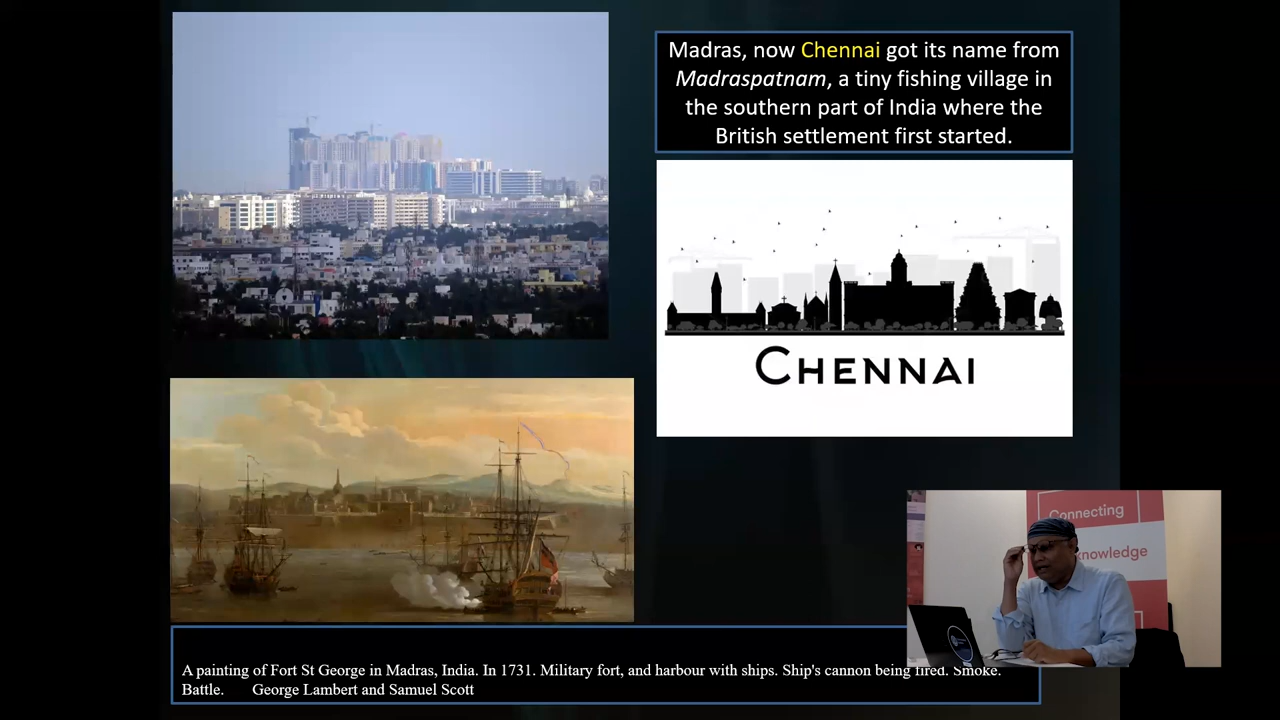 Madras, now Chennai got its name from
Madraspatnam, a tiny fishing village in
the southern part of India where the
British settlement first started.
CHENNAI
Connecting
knowledge
A painting of Fort St George in Madras, India. In 1731. Military fort, and harbour with ships. Ship's cannon being fired. Smoke.
Battle. George Lambert and Samuel Scott